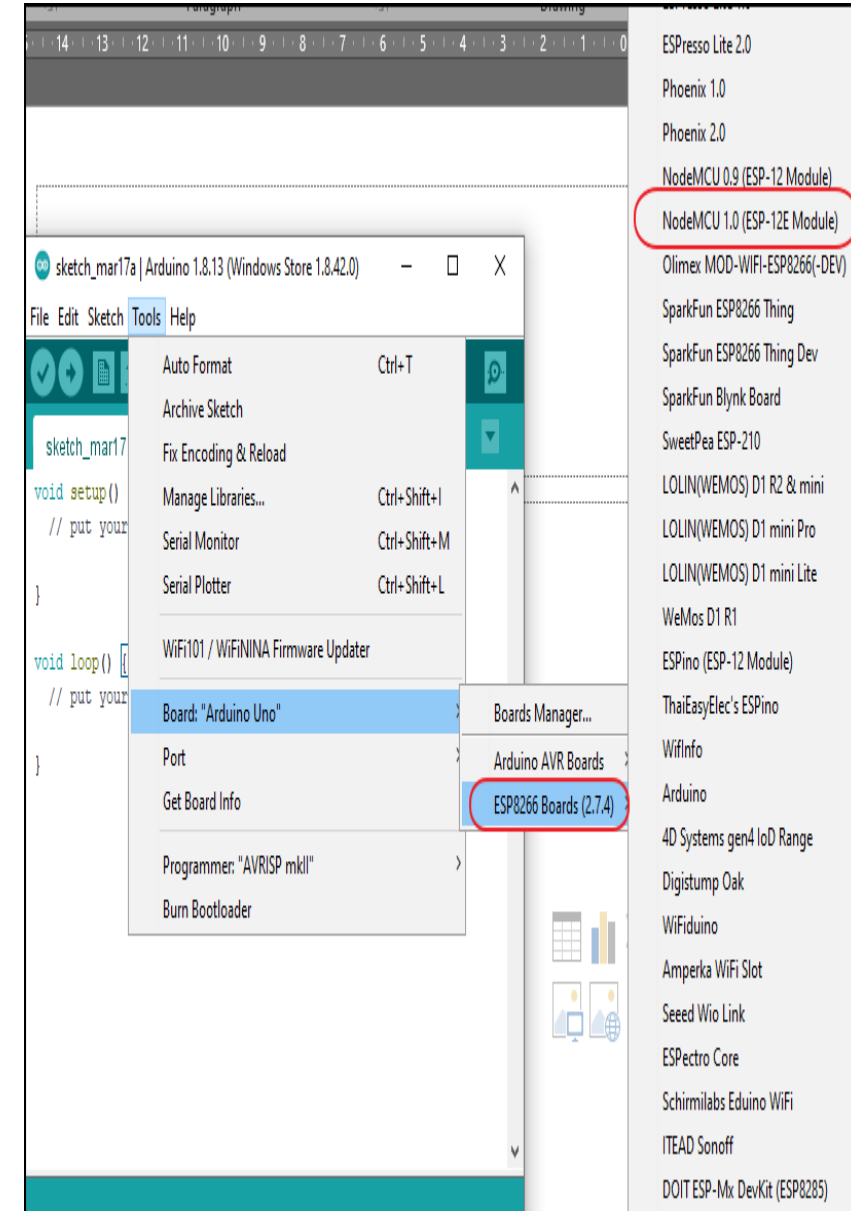 Paragraph
Drawing
14 13 12 11 10 9 8 7 6 5 4 3 2 1 0
sketch_mar17a | Arduino 1.8.13 (Windows Store 1.8.42.0)
File Edit Sketch Tools Help
sketch_mar17
void setup()
// put your
}
void loop() {
// put your
}
Auto Format Ctrl+T
Archive Sketch
Fix Encoding & Reload
Manage Libraries... Ctrl+Shift+I
Serial Monitor Ctrl+Shift+M
Serial Plotter Ctrl+Shift+L
WiFi101 / WiFiNINA Firmware Updater
Board: "Arduino Uno"
Port
Get Board Info
Programmer: "AVRISP mkII"
Burn Bootloader
Boards Manager...
Arduino AVR Boards
ESP8266 Boards (2.7.4)
ESPresso Lite 2.0
Phoenix 1.0
Phoenix 2.0
NodeMCU 0.9 (ESP-12 Module)
NodeMCU 1.0 (ESP-12E Module)
Olimex MOD-WIFI-ESP8266(-DEV)
SparkFun ESP8266 Thing
SparkFun ESP8266 Thing Dev
SparkFun Blynk Board
SweetPea ESP-210
LOLIN(WEMOS) D1 R2 & mini
LOLIN(WEMOS) D1 mini Pro
LOLIN(WEMOS) D1 mini Lite
WeMos D1 R1
ESPino (ESP-12 Module)
ThaiEasyElec's ESPino
WifInfo
Arduino
4D Systems gen4 IoD Range
Digistump Oak
WiFiduino
Amperka WiFi Slot
Seeed Wio Link
ESPectro Core
Schirmilabs Eduino WiFi
ITEAD Sonoff
DOIT ESP-Mx DevKit (ESP8285)